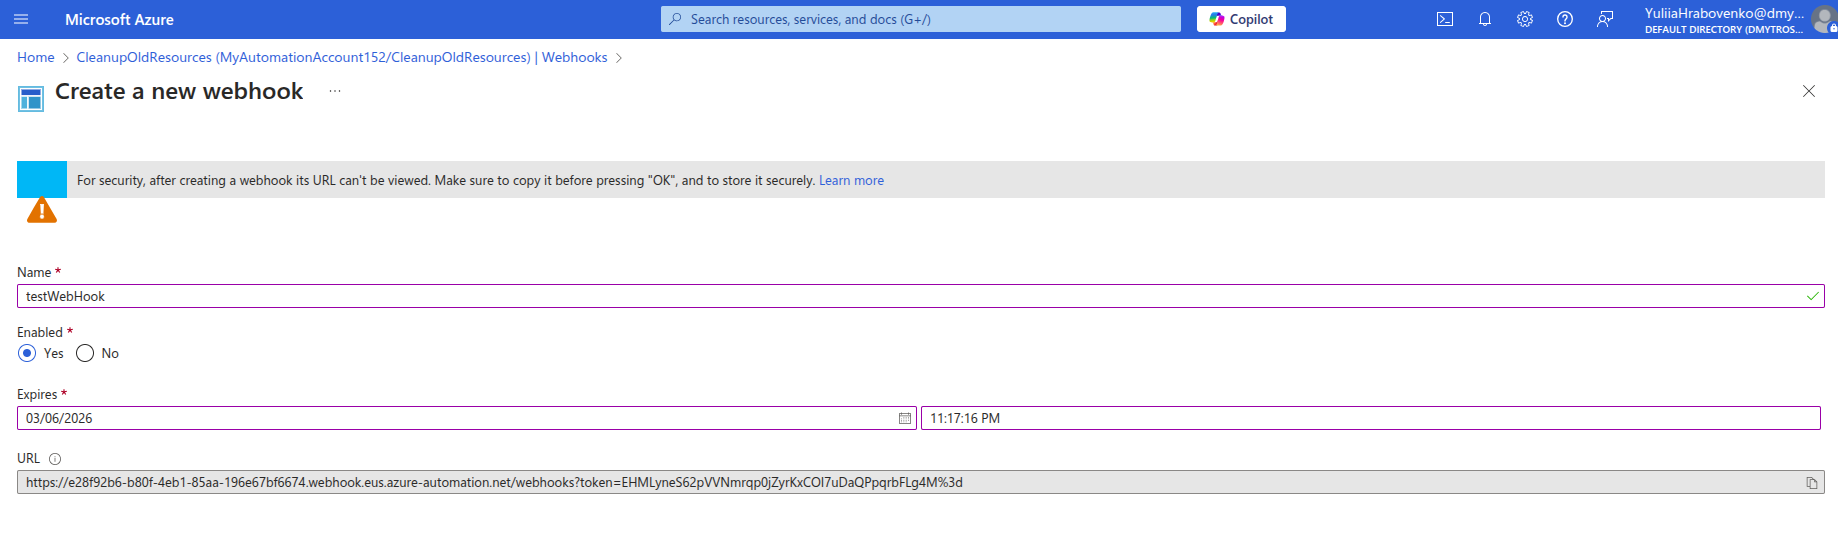 Microsoft Azure
Search resources, services, and docs (G+/)
Copilot
YuliiaHrabovenko@dmy...
DEFAULT DIRECTORY (DMYTROS...
Home > CleanupOldResources (MyAutomationAccount152/CleanupOldResources) | Webhooks >
Create a new webhook ...
For security, after creating a webhook its URL can't be viewed. Make sure to copy it before pressing "OK", and to store it securely. Learn more
Name *
testWebHook
Enabled *
Yes No
Expires *
03/06/2026 11:17:16 PM
URL
https://e28f92b6-b80f-4eb1-85aa-196e67bf6674.webhook.eus.azure-automation.net/webhooks?token=EHMLyneS62pVVNmrqp0jZyrKxCOI7uDaQPpqrbFLg4M%3d